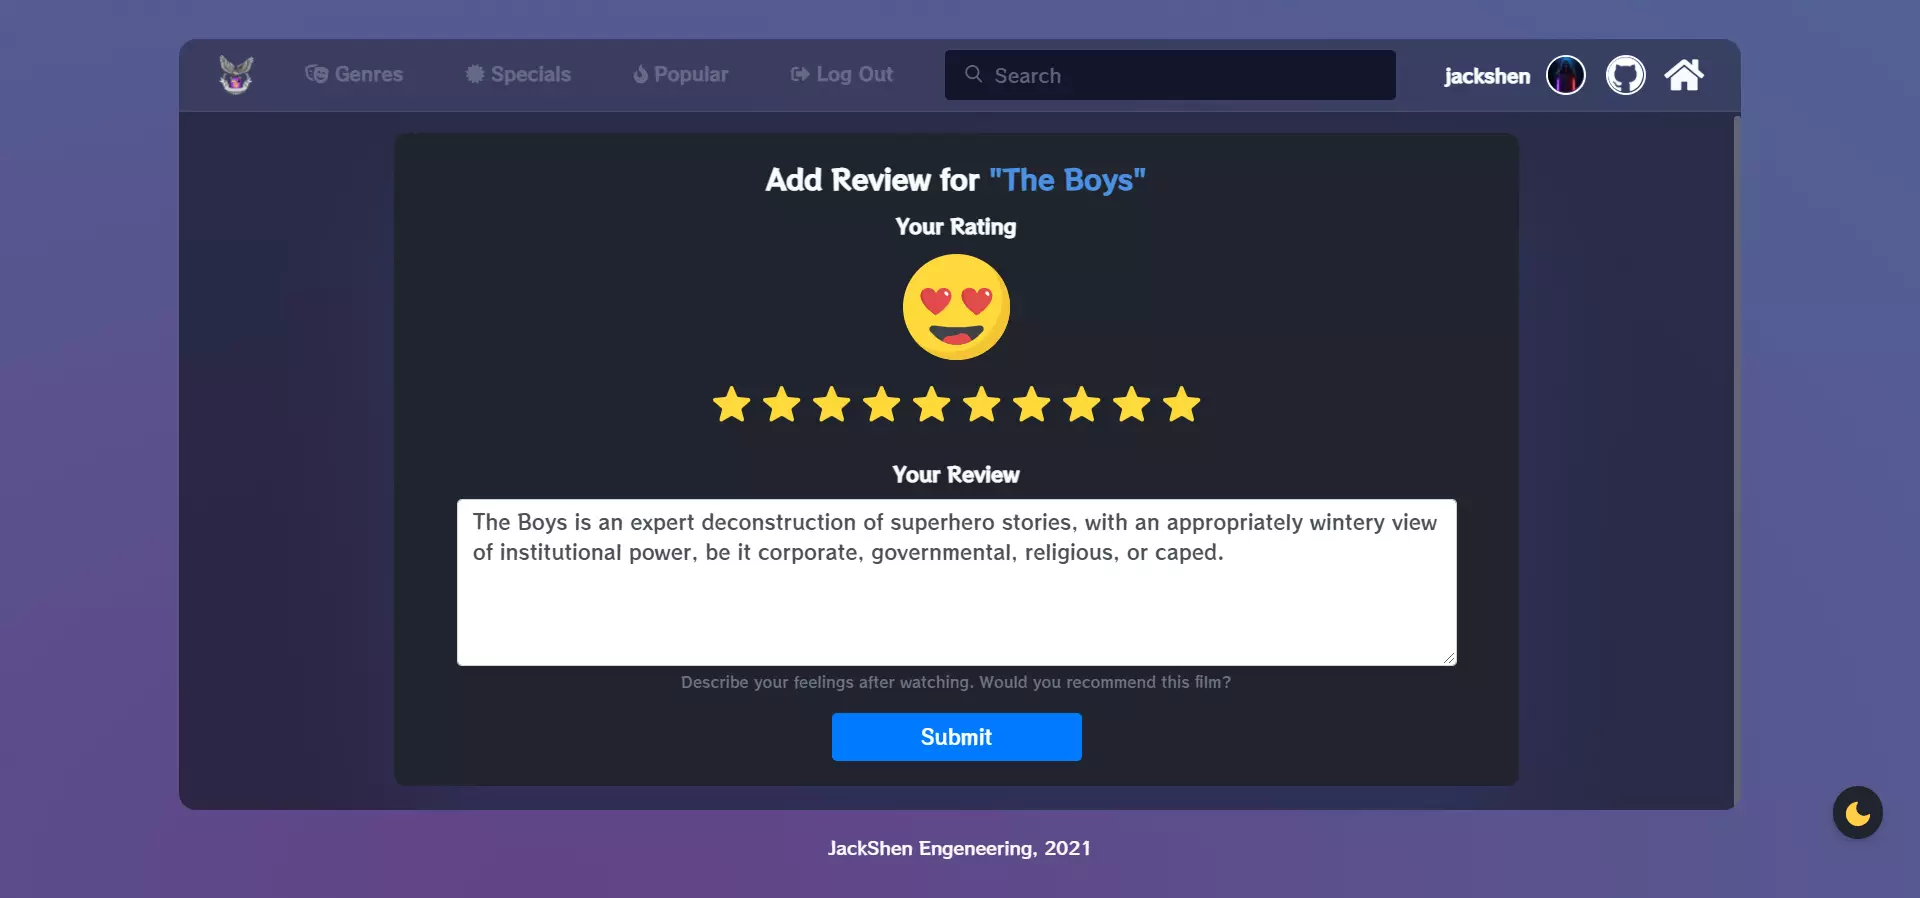 Genres
Specials
Popular
Log Out
Search
jackshen
Add Review for "The Boys"
Your Rating
Your Review
The Boys is an expert deconstruction of superhero stories, with an appropriately wintery view
of institutional power, be it corporate, governmental, religious, or caped.
Describe your feelings after watching. Would you recommend this film?
Submit
JackShen Engeneering, 2021